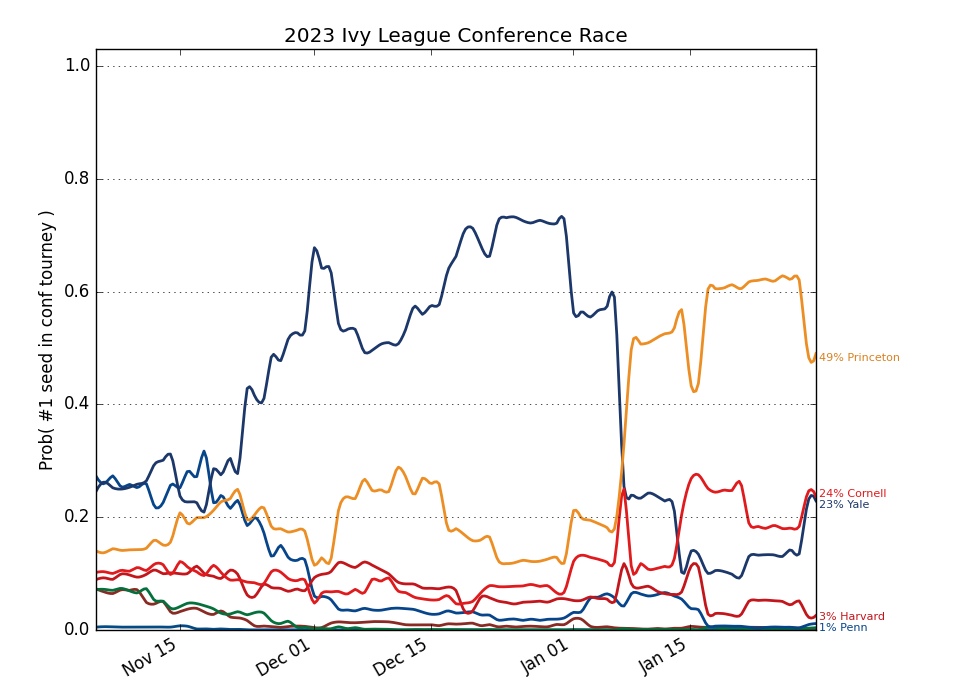 2023 Ivy League Conference Race
Prob( #1 seed in conf tourney )
1.0
0.8
0.6
0.4
0.2
0.0
Nov 15
Dec 01
Dec 15
Jan 01
Jan 15
49% Princeton
24% Cornell
23% Yale
3% Harvard
1% Penn